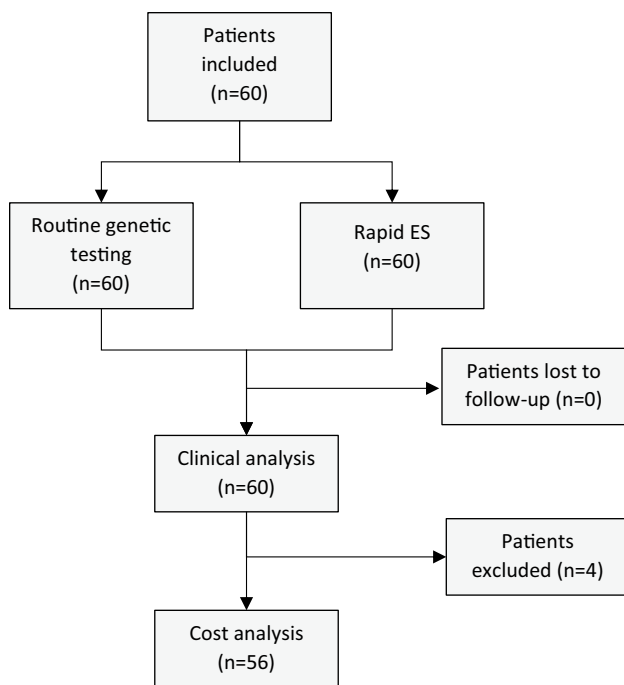 Patients
included
(n=60)
Routine genetic
testing
(n=60)
Rapid ES
(n=60)
Patients lost to
follow-up (n=0)
Clinical analysis
(n=60)
Patients
excluded (n=4)
Cost analysis
(n=56)